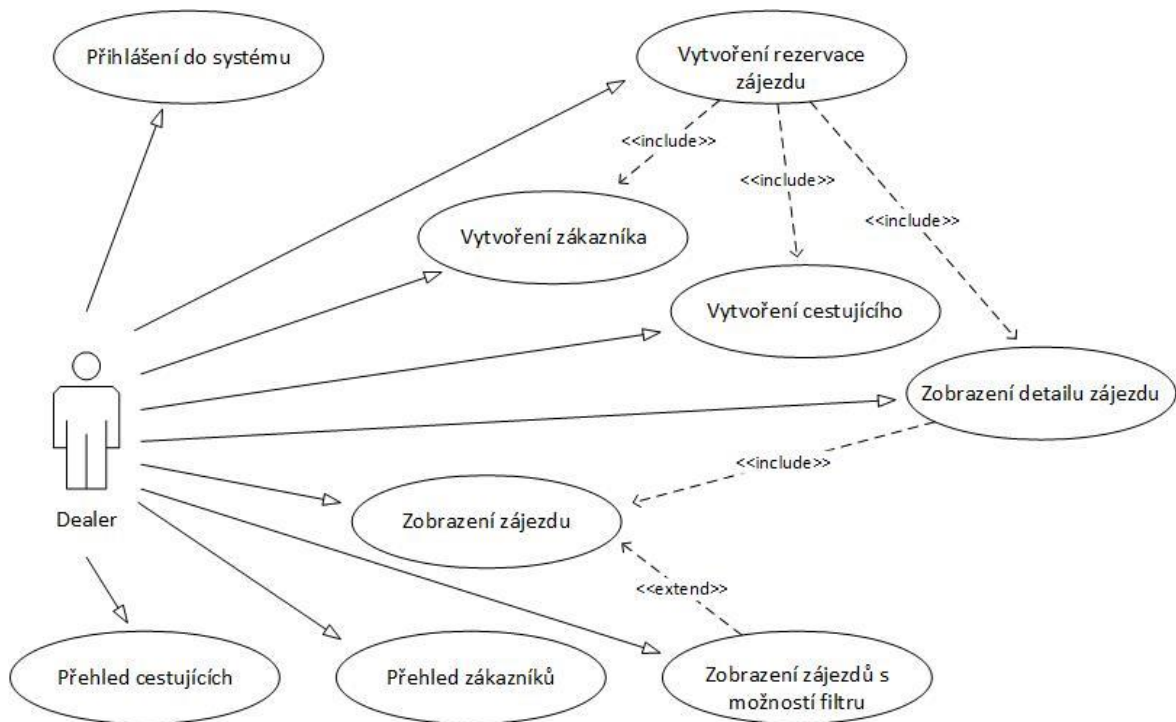 Přihlášení do systému
Vytvoření rezervace
zájezdu
<<include>>
<<include>>
<<include>>
Vytvoření zákazníka
Vytvoření cestujícího
Zobrazení detailu zájezdu
<<include>>
Dealer
Zobrazení zájezdu
<<extend>>
Přehled cestujících
Přehled zákazníků
Zobrazení zájezdů s
možností filtru